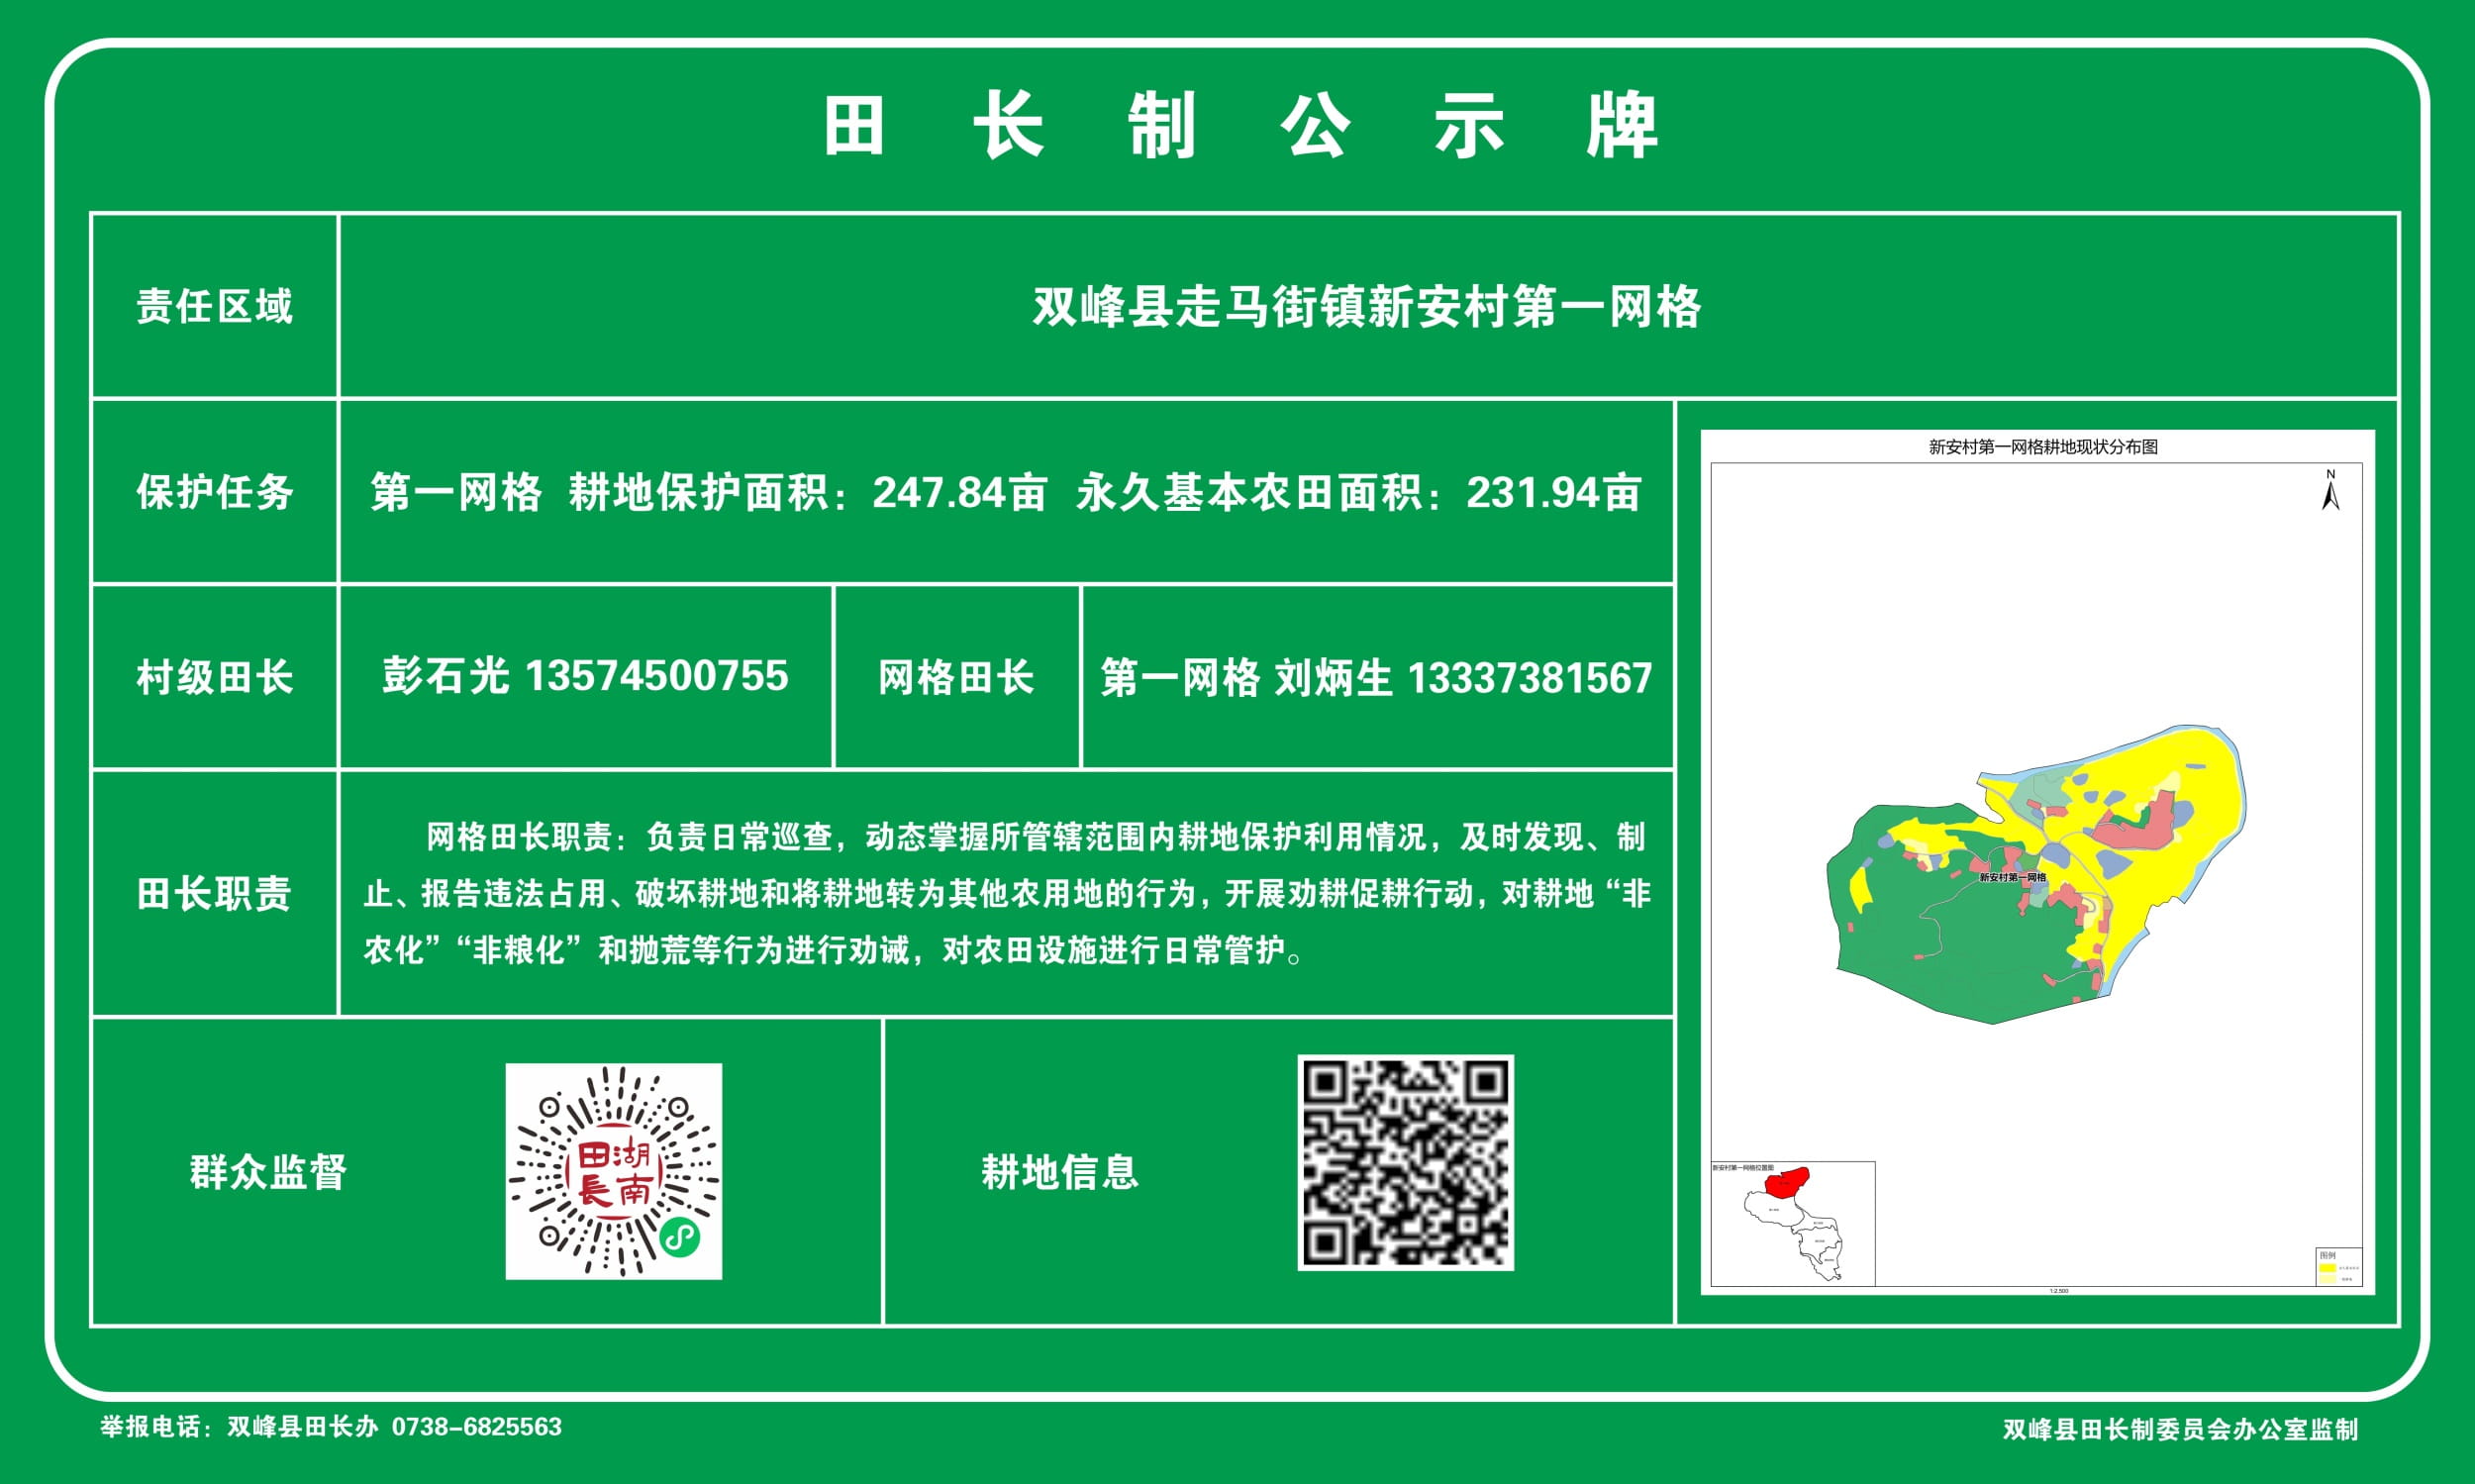 田长制公示牌
责任区域
双峰县走马街镇新安村第一网格
保护任务
第一网格 耕地保护面积：247.84亩 永久基本农田面积：231.94亩
村级田长
彭石光 13574500755
网格田长
第一网格 刘炳生 13337381567
田长职责
网格田长职责：负责日常巡查，动态掌握所管辖范围内耕地保护利用情况，及时发现、制
止、报告违法占用、破坏耕地和将耕地转为其他农用地的行为，开展劝耕促耕行动，对耕地“非
农化”“非粮化”和抛荒等行为进行劝诫，对农田设施进行日常管护。
群众监督
湖南
田長
耕地信息
新安村第一网格耕地现状分布图
N
新安村第一网格
新安村第一网格位置图
图例
1:2,500
举报电话：双峰县田长办 0738-6825563
双峰县田长制委员会办公室监制